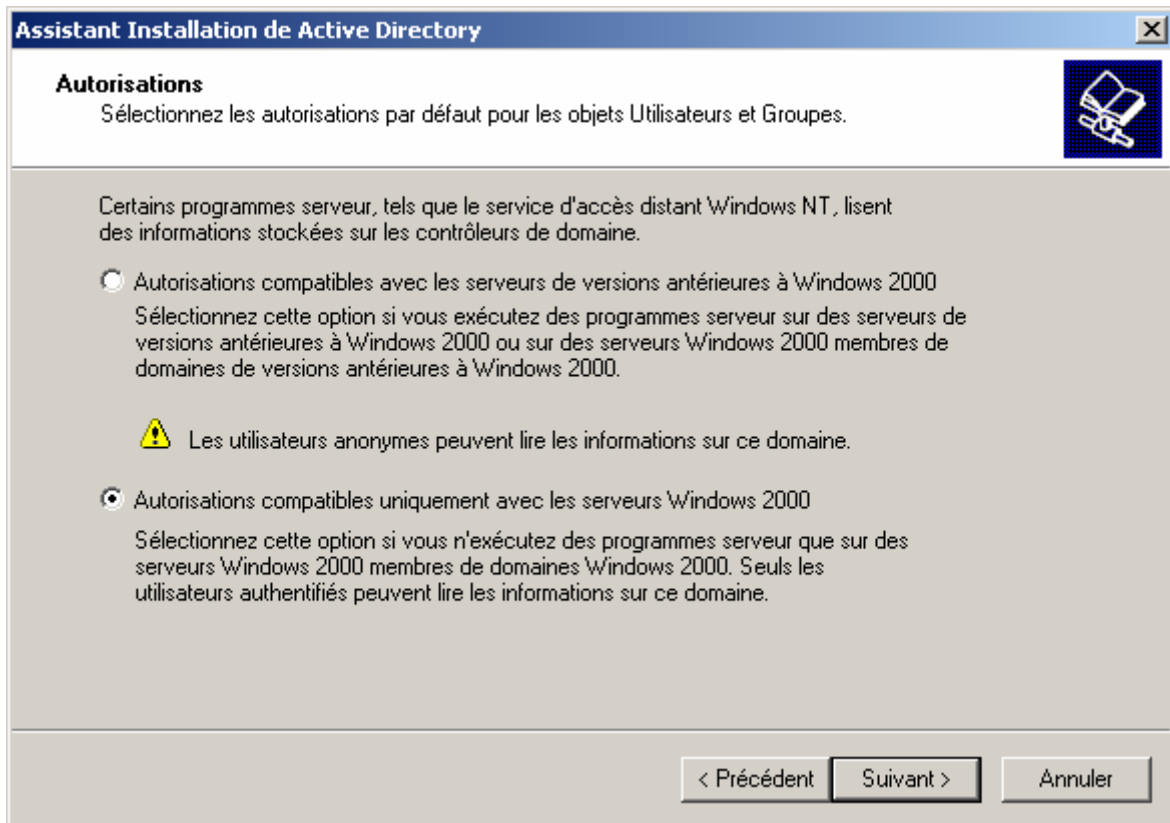 Assistant Installation de Active Directory
Autorisations
Sélectionnez les autorisations par défaut pour les objets Utilisateurs et Groupes.
Certains programmes serveur, tels que le service d'accès distant Windows NT, lisent
des informations stockées sur les contrôleurs de domaine.
Autorisations compatibles avec les serveurs de versions antérieures à Windows 2000
Sélectionnez cette option si vous exécutez des programmes serveur sur des serveurs de
versions antérieures à Windows 2000 ou sur des serveurs Windows 2000 membres de
domaines de versions antérieures à Windows 2000.
Les utilisateurs anonymes peuvent lire les informations sur ce domaine.
Autorisations compatibles uniquement avec les serveurs Windows 2000
Sélectionnez cette option si vous n'exécutez des programmes serveur que sur des
serveurs Windows 2000 membres de domaines Windows 2000. Seuls les
utilisateurs authentifiés peuvent lire les informations sur ce domaine.
< Précédent Suivant > Annuler